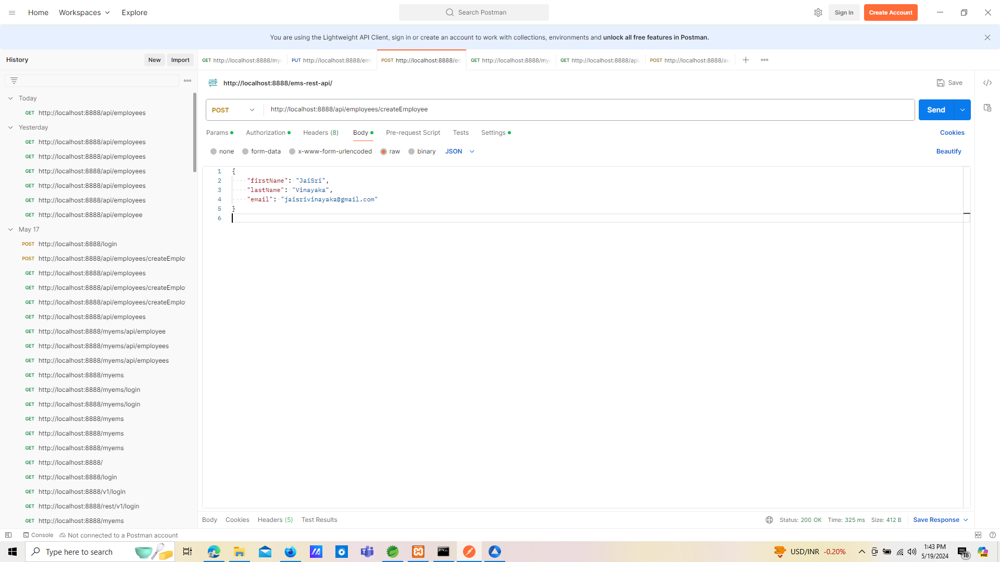 Home Workspaces Explore Search Postman Sign In Create Account
You are using the Lightweight API Client, sign in or create an account to work with collections, environments and unlock all free features in Postman.
History New Import
GET http://localhost:8888/my PUT http://localhost:8888/em POST http://localhost:8888/em GET http://localhost:8888/my GET http://localhost:8888/api POST http://localhost:8888/au
HTTP http://localhost:8888/ems-rest-api/ Save
POST http://localhost:8888/api/employees/createEmployee Send
Params Authorization Headers (8) Body Pre-request Script Tests Settings Cookies
none form-data x-www-form-urlencoded raw binary JSON Beautify
1 {
2 "firstName": "JaiSri",
3 "lastName": "Vinayaka",
4 "email": "jaisrivinayaka@gmail.com"
5 }
6
Today
GET http://localhost:8888/api/employees
Yesterday
GET http://localhost:8888/api/employees
GET http://localhost:8888/api/employees
GET http://localhost:8888/api/employees
GET http://localhost:8888/api/employees
GET http://localhost:8888/api/employees
GET http://localhost:8888/api/employee
May 17
POST http://localhost:8888/login
POST http://localhost:8888/api/employees/createEmplo
GET http://localhost:8888/api/employees
GET http://localhost:8888/api/employees/createEmplo
GET http://localhost:8888/api/employees/createEmplo
GET http://localhost:8888/api/employees
GET http://localhost:8888/myems/api/employee
GET http://localhost:8888/myems/api/employees
GET http://localhost:8888/myems/api/employees
GET http://localhost:8888/myems
GET http://localhost:8888/myems/login
GET http://localhost:8888/myems/login
GET http://localhost:8888/myems
GET http://localhost:8888/myems
GET http://localhost:8888/myems
GET http://localhost:8888/
GET http://localhost:8888/login
GET http://localhost:8888/v1/login
GET http://localhost:8888/rest/v1/login
GET http://localhost:8888/myems
Body Cookies Headers (5) Test Results Status: 200 OK Time: 325 ms Size: 412 B Save Response
Console Not connected to a Postman account
Type here to search USD/INR -0.20% 1:43 PM
5/19/2024 18 PRE